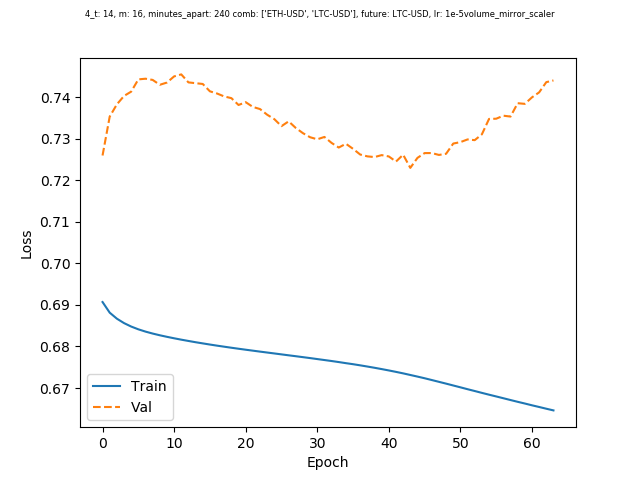 4_t: 14, m: 16, minutes_apart: 240 comb: ['ETH-USD', 'LTC-USD'], future: LTC-USD, lr: 1e-5volume_mirror_scaler
0.74
0.73
0.72
0.71
0.70
0.69
0.68
0.67
Loss
Train
Val
0 10 20 30 40 50 60
Epoch